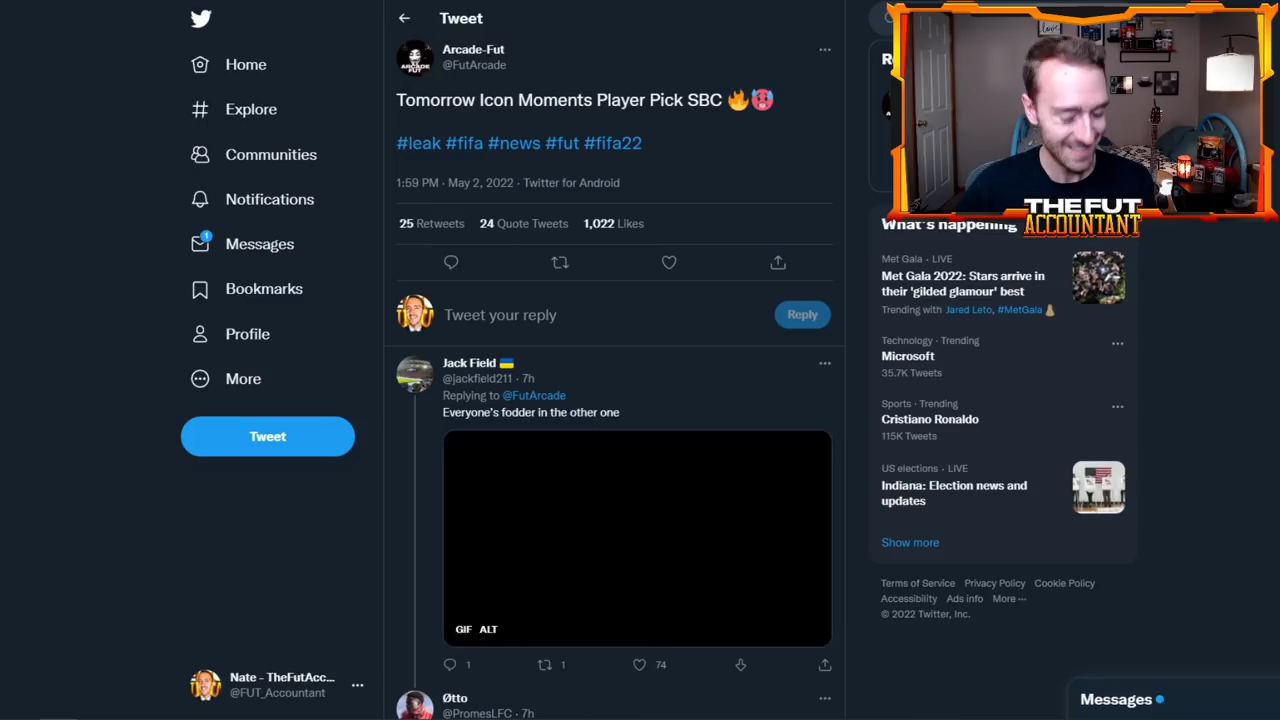 Tweet
Home
Explore
Communities
Notifications
1
Messages
Bookmarks
Profile
More
Tweet
Nate - TheFutAcc...
@FUT_Accountant
ARCADE
FUT
Arcade-Fut
@FutArcade
Tomorrow Icon Moments Player Pick SBC 🔥🥵
#leak #fifa #news #fut #fifa22
1:59 PM · May 2, 2022 · Twitter for Android
25 Retweets 24 Quote Tweets 1,022 Likes
Tweet your reply
Reply
Jack Field 🇺🇦
@jackfield211 · 7h
Replying to @FutArcade
Everyone's fodder in the other one
GIF ALT
1 1 74
Øtto
@PromesLFC · 7h
THE FUT
ACCOUNTANT
What's happening
Met Gala · LIVE
Met Gala 2022: Stars arrive in
their 'gilded glamour' best
Trending with Jared Leto, #MetGala
Technology · Trending
Microsoft
35.7K Tweets
Sports · Trending
Cristiano Ronaldo
115K Tweets
US elections · LIVE
Indiana: Election news and
updates
Show more
Terms of Service Privacy Policy Cookie Policy
Accessibility Ads info More ···
© 2022 Twitter, Inc.
Messages